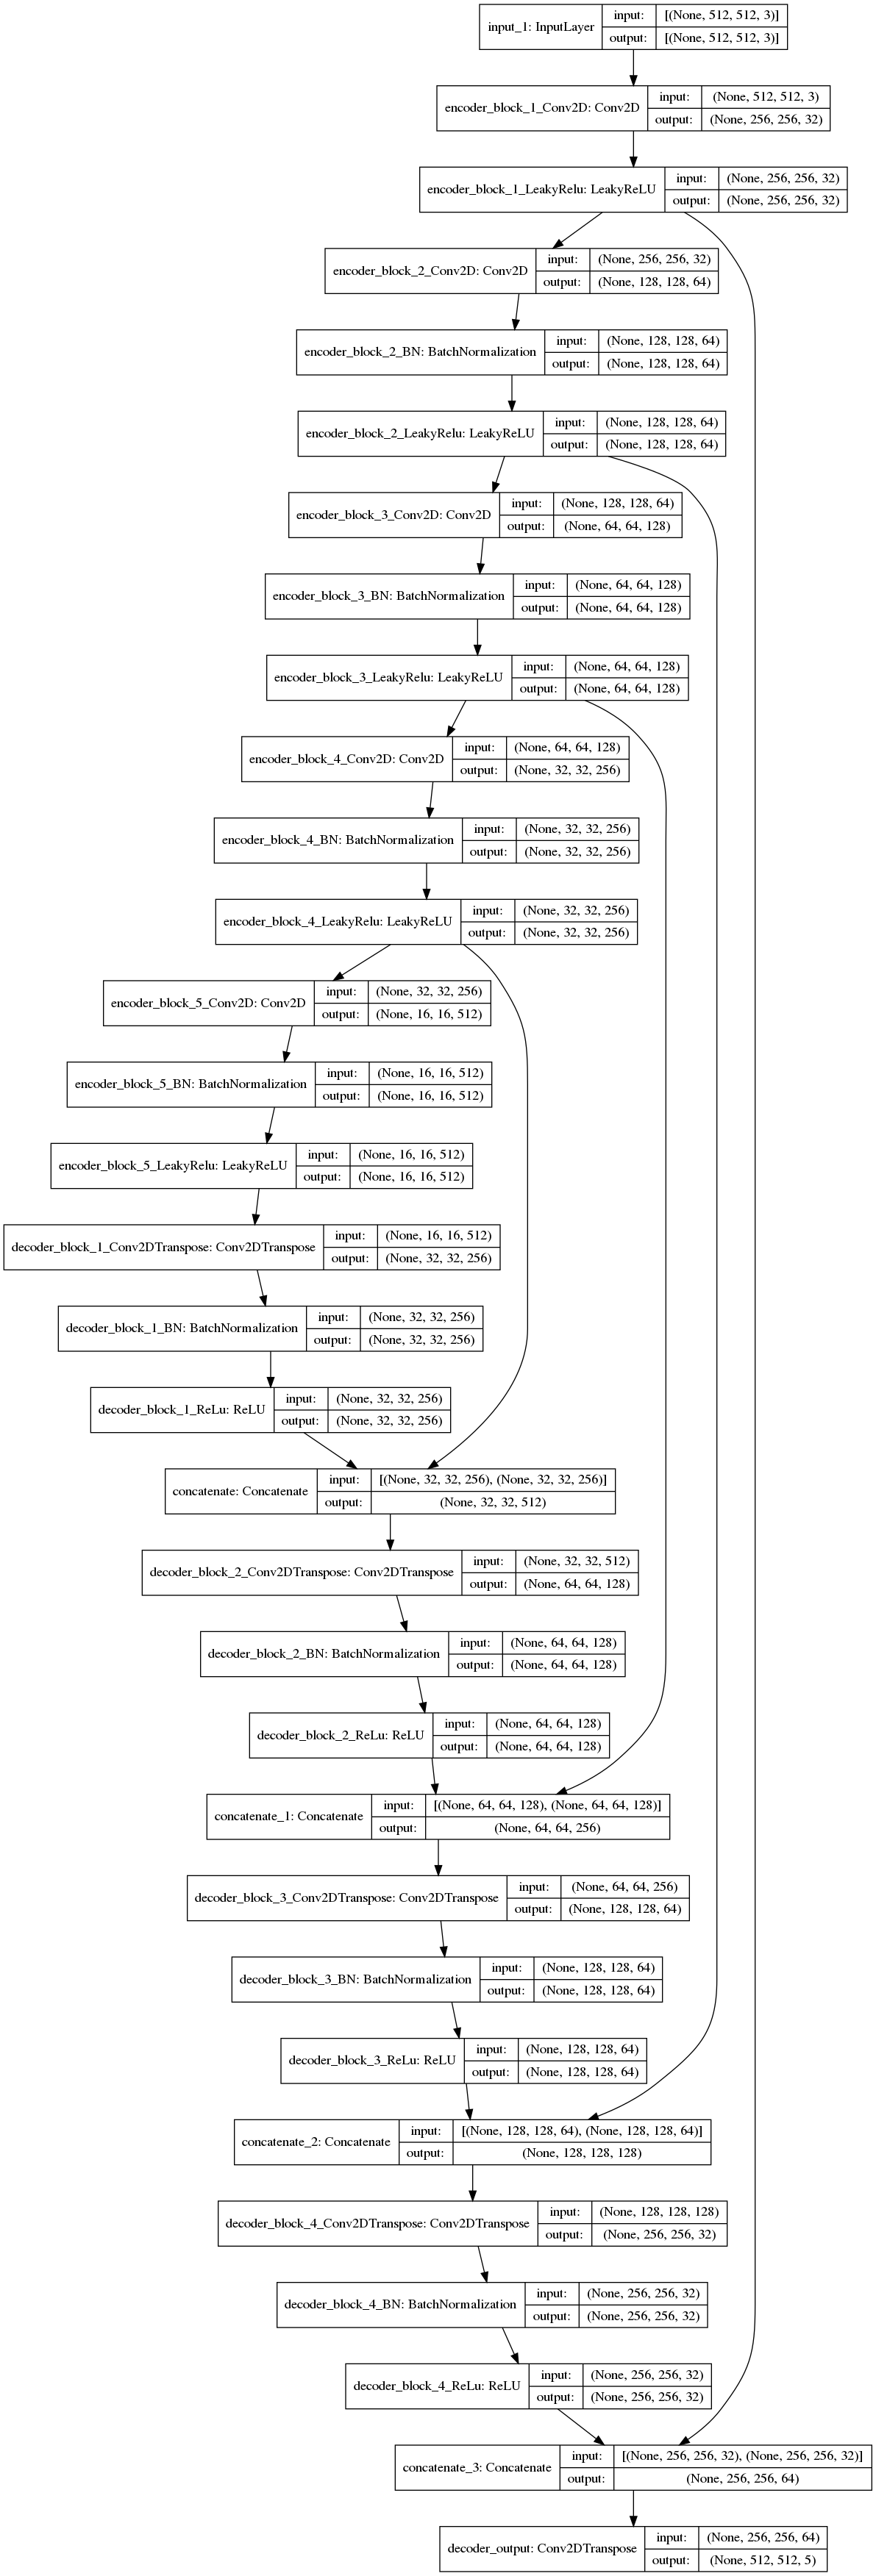 input_1: InputLayer
input: [(None, 512, 512, 3)]
output: [(None, 512, 512, 3)]
encoder_block_1_Conv2D: Conv2D
input: (None, 512, 512, 3)
output: (None, 256, 256, 32)
encoder_block_1_LeakyRelu: LeakyReLU
input: (None, 256, 256, 32)
output: (None, 256, 256, 32)
encoder_block_2_Conv2D: Conv2D
input: (None, 256, 256, 32)
output: (None, 128, 128, 64)
encoder_block_2_BN: BatchNormalization
input: (None, 128, 128, 64)
output: (None, 128, 128, 64)
encoder_block_2_LeakyRelu: LeakyReLU
input: (None, 128, 128, 64)
output: (None, 128, 128, 64)
encoder_block_3_Conv2D: Conv2D
input: (None, 128, 128, 64)
output: (None, 64, 64, 128)
encoder_block_3_BN: BatchNormalization
input: (None, 64, 64, 128)
output: (None, 64, 64, 128)
encoder_block_3_LeakyRelu: LeakyReLU
input: (None, 64, 64, 128)
output: (None, 64, 64, 128)
encoder_block_4_Conv2D: Conv2D
input: (None, 64, 64, 128)
output: (None, 32, 32, 256)
encoder_block_4_BN: BatchNormalization
input: (None, 32, 32, 256)
output: (None, 32, 32, 256)
encoder_block_4_LeakyRelu: LeakyReLU
input: (None, 32, 32, 256)
output: (None, 32, 32, 256)
encoder_block_5_Conv2D: Conv2D
input: (None, 32, 32, 256)
output: (None, 16, 16, 512)
encoder_block_5_BN: BatchNormalization
input: (None, 16, 16, 512)
output: (None, 16, 16, 512)
encoder_block_5_LeakyRelu: LeakyReLU
input: (None, 16, 16, 512)
output: (None, 16, 16, 512)
decoder_block_1_Conv2DTranspose: Conv2DTranspose
input: (None, 16, 16, 512)
output: (None, 32, 32, 256)
decoder_block_1_BN: BatchNormalization
input: (None, 32, 32, 256)
output: (None, 32, 32, 256)
decoder_block_1_ReLu: ReLU
input: (None, 32, 32, 256)
output: (None, 32, 32, 256)
concatenate: Concatenate
input: [(None, 32, 32, 256), (None, 32, 32, 256)]
output: (None, 32, 32, 512)
decoder_block_2_Conv2DTranspose: Conv2DTranspose
input: (None, 32, 32, 512)
output: (None, 64, 64, 128)
decoder_block_2_BN: BatchNormalization
input: (None, 64, 64, 128)
output: (None, 64, 64, 128)
decoder_block_2_ReLu: ReLU
input: (None, 64, 64, 128)
output: (None, 64, 64, 128)
concatenate_1: Concatenate
input: [(None, 64, 64, 128), (None, 64, 64, 128)]
output: (None, 64, 64, 256)
decoder_block_3_Conv2DTranspose: Conv2DTranspose
input: (None, 64, 64, 256)
output: (None, 128, 128, 64)
decoder_block_3_BN: BatchNormalization
input: (None, 128, 128, 64)
output: (None, 128, 128, 64)
decoder_block_3_ReLu: ReLU
input: (None, 128, 128, 64)
output: (None, 128, 128, 64)
concatenate_2: Concatenate
input: [(None, 128, 128, 64), (None, 128, 128, 64)]
output: (None, 128, 128, 128)
decoder_block_4_Conv2DTranspose: Conv2DTranspose
input: (None, 128, 128, 128)
output: (None, 256, 256, 32)
decoder_block_4_BN: BatchNormalization
input: (None, 256, 256, 32)
output: (None, 256, 256, 32)
decoder_block_4_ReLu: ReLU
input: (None, 256, 256, 32)
output: (None, 256, 256, 32)
concatenate_3: Concatenate
input: [(None, 256, 256, 32), (None, 256, 256, 32)]
output: (None, 256, 256, 64)
decoder_output: Conv2DTranspose
input: (None, 256, 256, 64)
output: (None, 512, 512, 5)